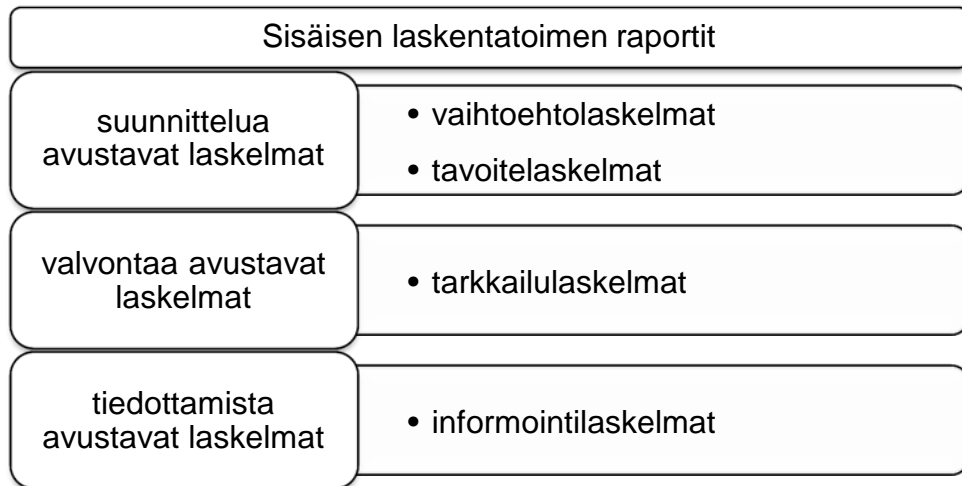 Sisäisen laskentatoimen raportit
suunnittelua
avustavat laskelmat
• vaihtoehtolaskelmat
• tavoitelaskelmat
valvontaa avustavat
laskelmat
• tarkkailulaskelmat
tiedottamista
avustavat laskelmat
• informointilaskelmat